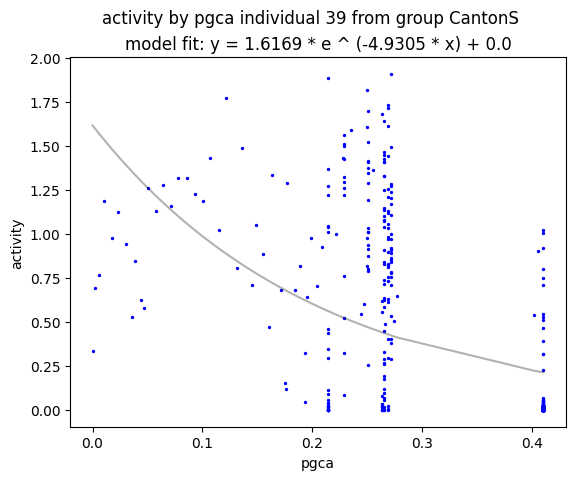 activity by pgca individual 39 from group CantonS
model fit: y = 1.6169 * e ^ (-4.9305 * x) + 0.0
2.00
1.75
1.50
1.25
1.00
0.75
0.50
0.25
0.00
activity
0.0 0.1 0.2 0.3 0.4
pgca